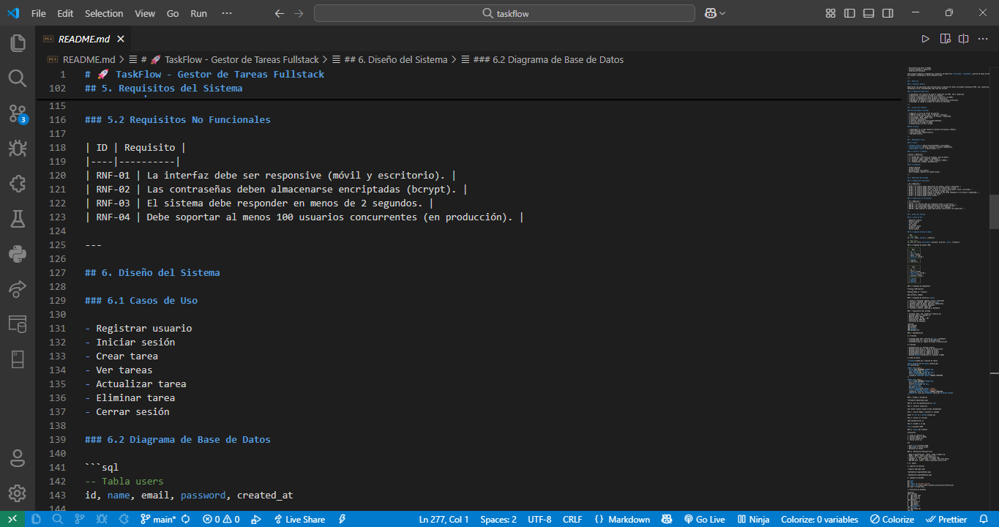 File Edit Selection View Go Run ··· taskflow
README.md
README.md > # 🚀 TaskFlow - Gestor de Tareas Fullstack > ## 6. Diseño del Sistema > ### 6.2 Diagrama de Base de Datos
1 # 🚀 TaskFlow - Gestor de Tareas Fullstack
102 ## 5. Requisitos del Sistema
115
116 ### 5.2 Requisitos No Funcionales
117
118 | ID | Requisito |
119 |----|----------|
120 | RNF-01 | La interfaz debe ser responsive (móvil y escritorio). |
121 | RNF-02 | Las contraseñas deben almacenarse encriptadas (bcrypt). |
122 | RNF-03 | El sistema debe responder en menos de 2 segundos. |
123 | RNF-04 | Debe soportar al menos 100 usuarios concurrentes (en producción). |
124
125 ---
126
127 ## 6. Diseño del Sistema
128
129 ### 6.1 Casos de Uso
130
131 - Registrar usuario
132 - Iniciar sesión
133 - Crear tarea
134 - Ver tareas
135 - Actualizar tarea
136 - Eliminar tarea
137 - Cerrar sesión
138
139 ### 6.2 Diagrama de Base de Datos
140
141 ```sql
142 -- Tabla users
143 id, name, email, password, created_at
144
3
main* 0 0 Live Share Ln 277, Col 1 Spaces: 2 UTF-8 CRLF {} Markdown Go Live Ninja Colorize: 0 variables Colorize Prettier